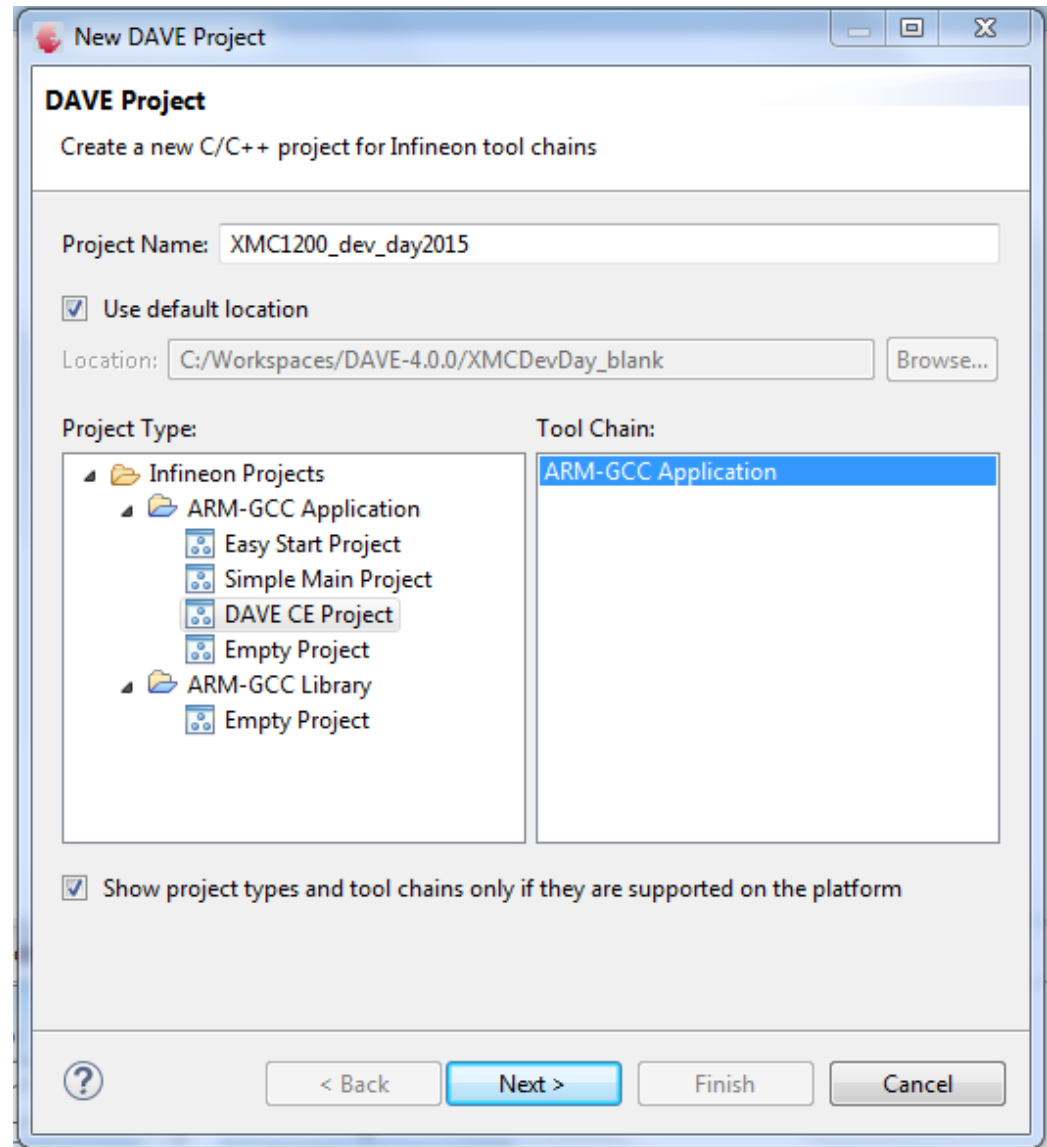 New DAVE Project
DAVE Project
Create a new C/C++ project for Infineon tool chains
Project Name: XMC1200_dev_day2015
Use default location
Location: C:/Workspaces/DAVE-4.0.0/XMCDevDay_blank Browse...
Project Type: Tool Chain:
Infineon Projects
ARM-GCC Application
Easy Start Project
Simple Main Project
DAVE CE Project
Empty Project
ARM-GCC Library
Empty Project
ARM-GCC Application
Show project types and tool chains only if they are supported on the platform
? < Back Next > Finish Cancel